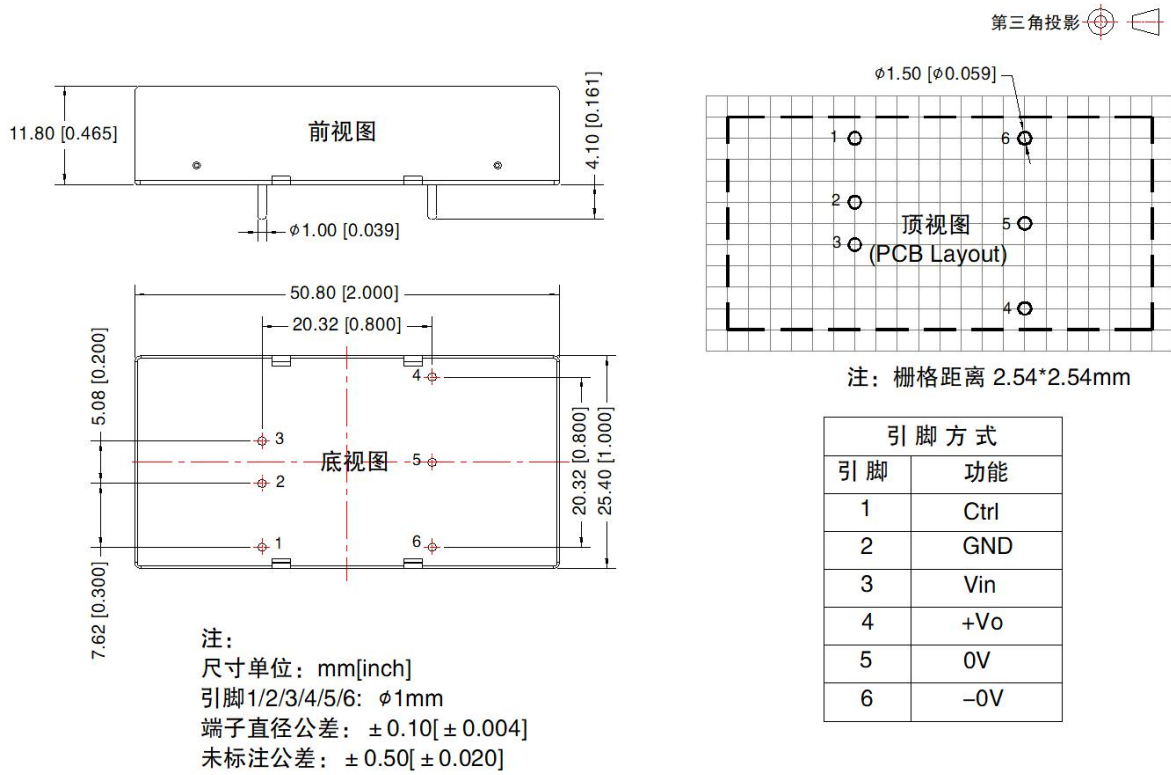 第三角投影
11.80 [0.465]
前视图
4.10 [0.161]
φ1.00 [0.039]
φ1.50 [φ0.059]
1
6
2
5
3
顶视图
(PCB Layout)
4
注：栅格距离 2.54*2.54mm
50.80 [2.000]
20.32 [0.800]
5.08 [0.200]
7.62 [0.300]
4
3
底视图
5
2
1
6
20.32 [0.800]
25.40 [1.000]
引脚方式
引脚 功能
1 Ctrl
2 GND
3 Vin
4 +Vo
5 0V
6 −0V
注：
尺寸单位：mm[inch]
引脚1/2/3/4/5/6: φ1mm
端子直径公差：±0.10[±0.004]
未标注公差：±0.50[±0.020]